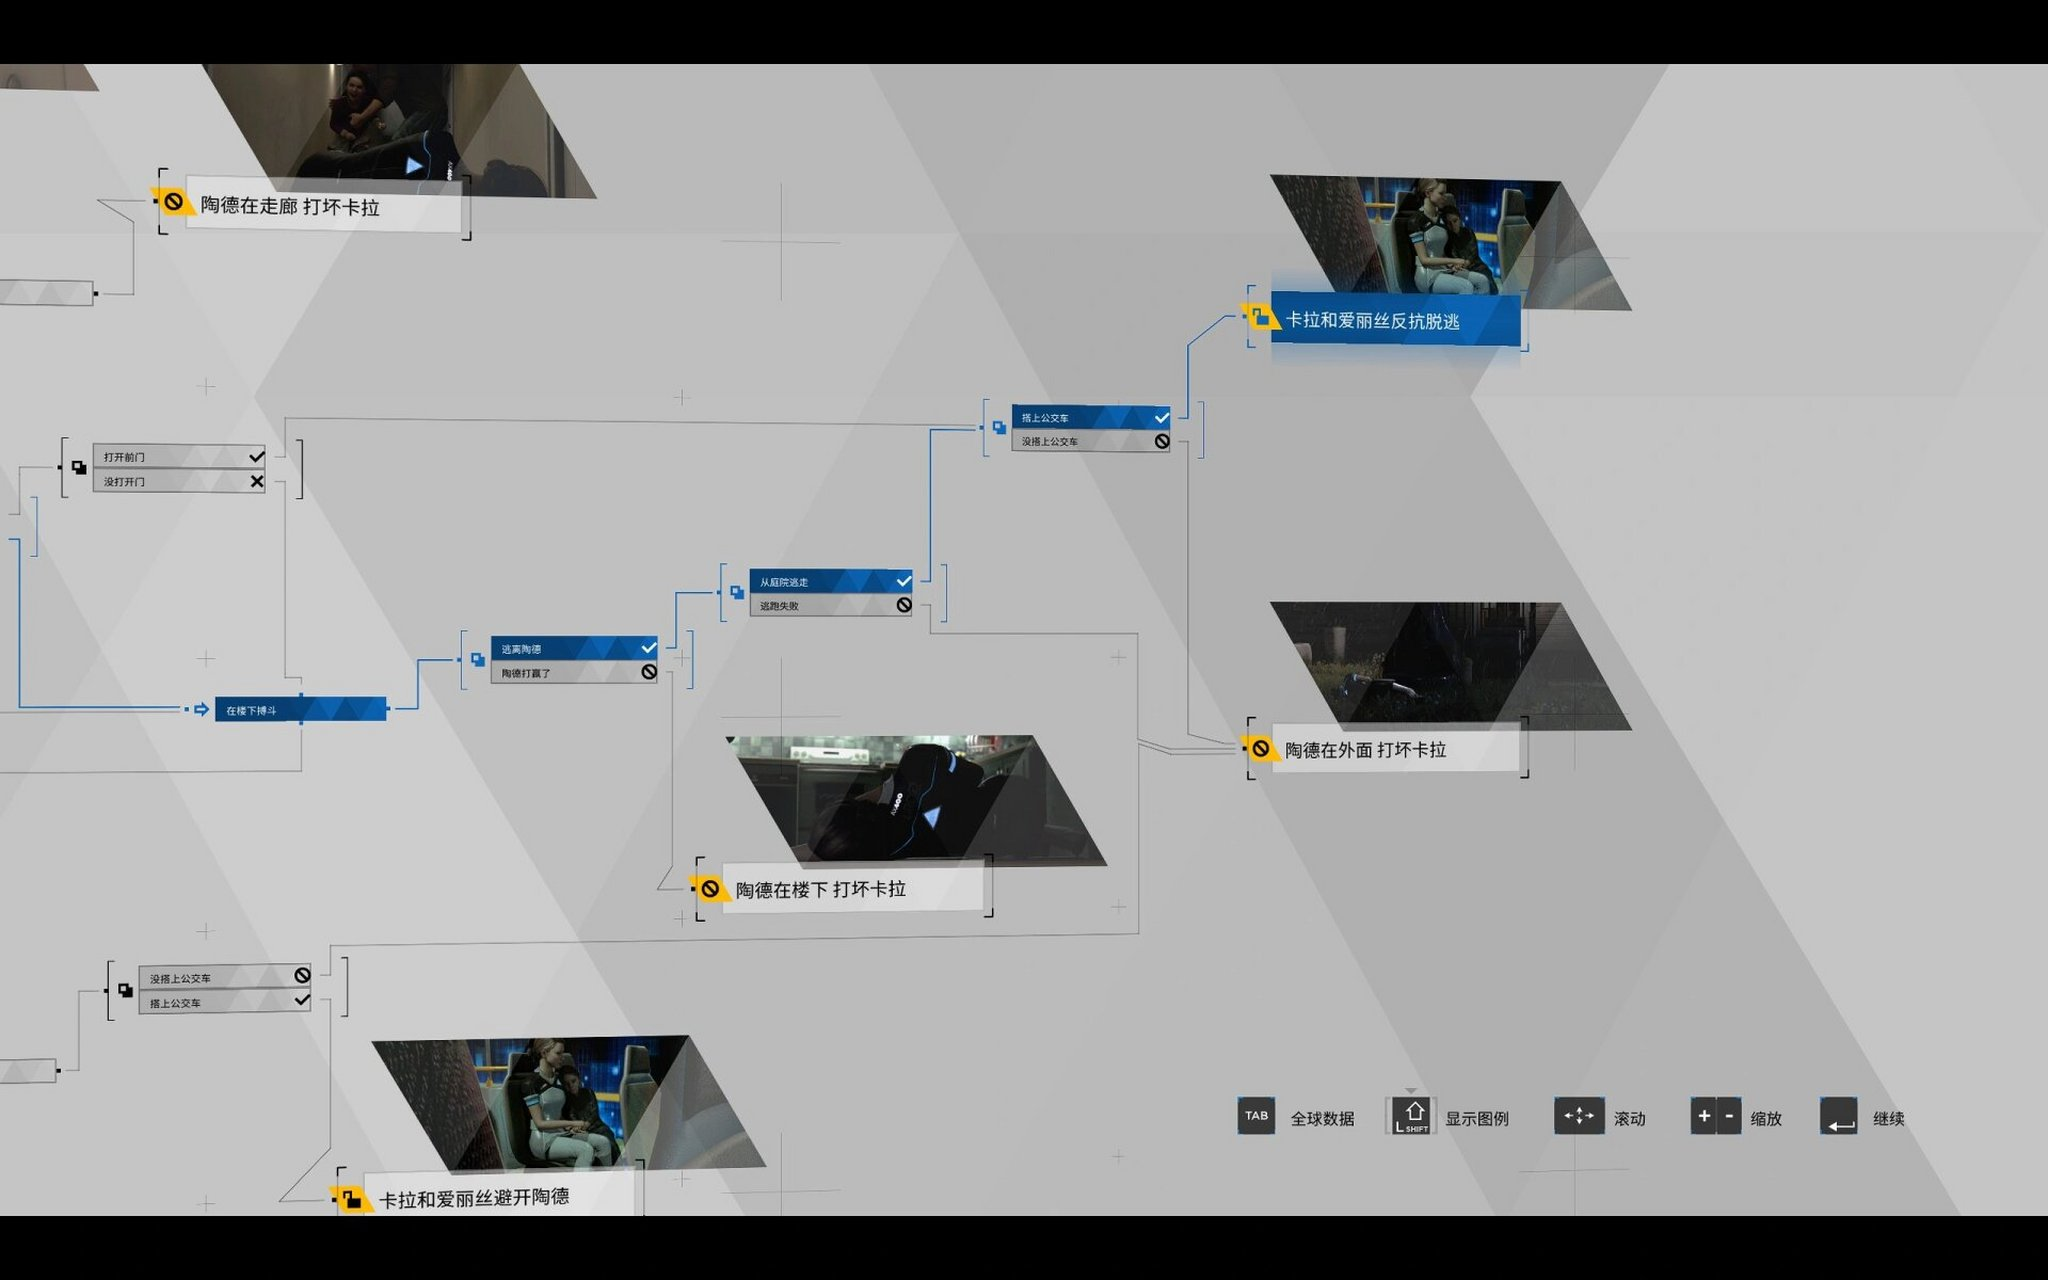 陶德在走廊 打坏卡拉
卡拉和爱丽丝反抗脱逃
搭上公交车
没搭上公交车
打开前门
没打开门
从庭院逃走
逃跑失败
逃离陶德
陶德打赢了
在楼下搏斗
陶德在外面 打坏卡拉
AX400
陶德在楼下 打坏卡拉
没搭上公交车
搭上公交车
卡拉和爱丽丝避开陶德
TAB 全球数据
L SHIFT 显示图例
滚动
+ - 缩放
继续